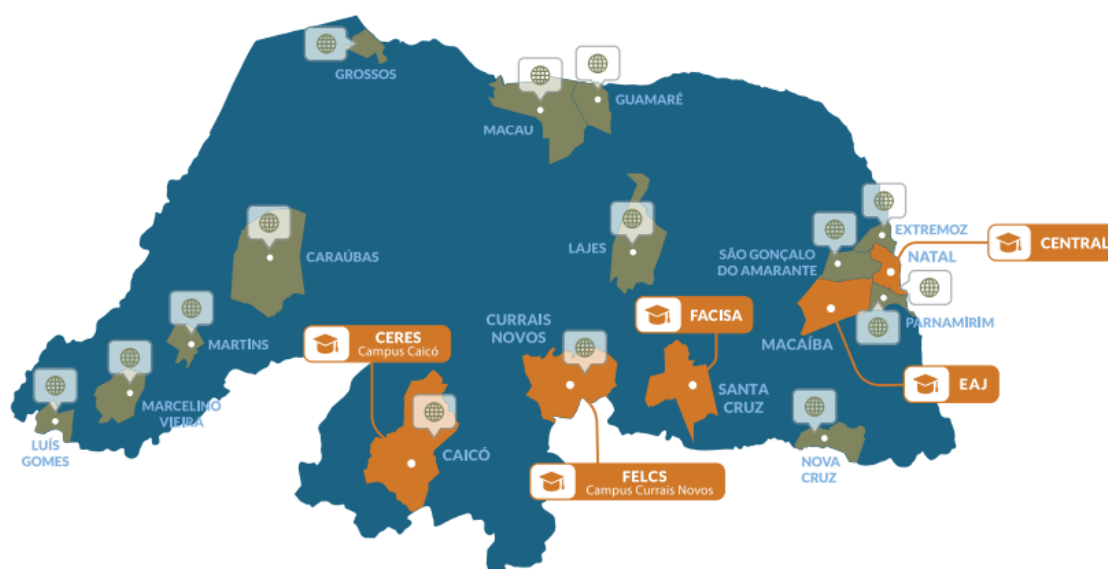 GROSSOS
GUAMARÉ
MACAU
EXTREMOZ
CENTRAL
CARAÚBAS
LAJES
SÃO GONÇALO
DO AMARANTE
NATAL
FACISA
PARNAMIRIM
CURRAIS
NOVOS
MACAÍBA
MARTINS
CERES
Campus Caicó
EAJ
SANTA
CRUZ
MARCELINO
VIEIRA
LUÍS
GOMES
CAICÓ
NOVA
CRUZ
FELCS
Campus Currais Novos